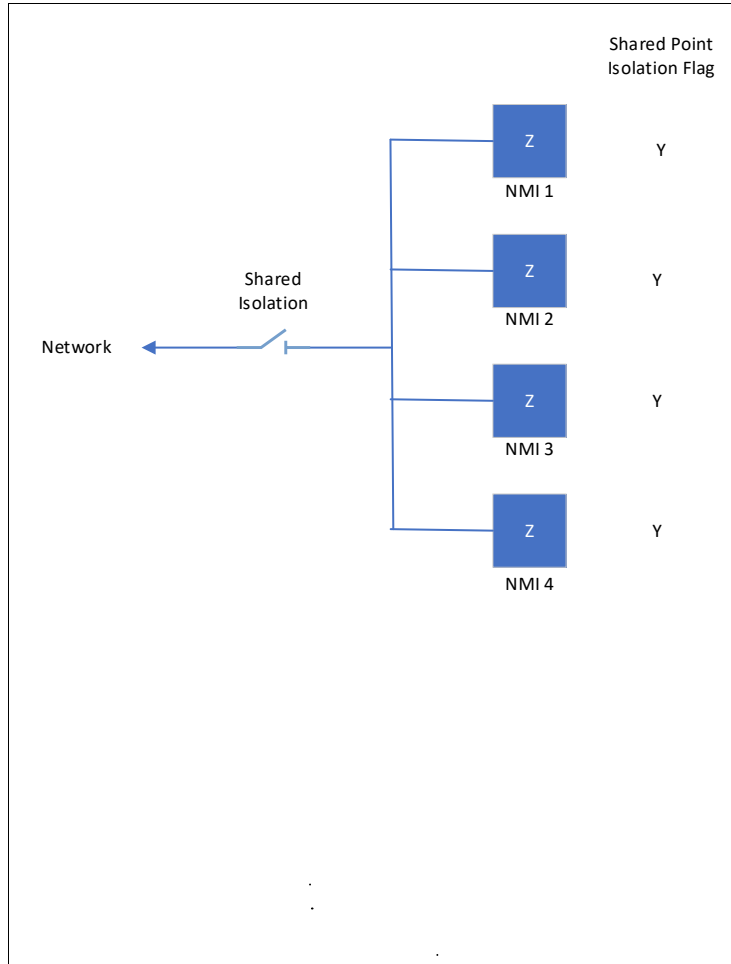 Shared Point
Isolation Flag
Z
Y
NMI 1
Z
Y
NMI 2
Shared
Isolation
Network
Z
Y
NMI 3
Z
Y
NMI 4